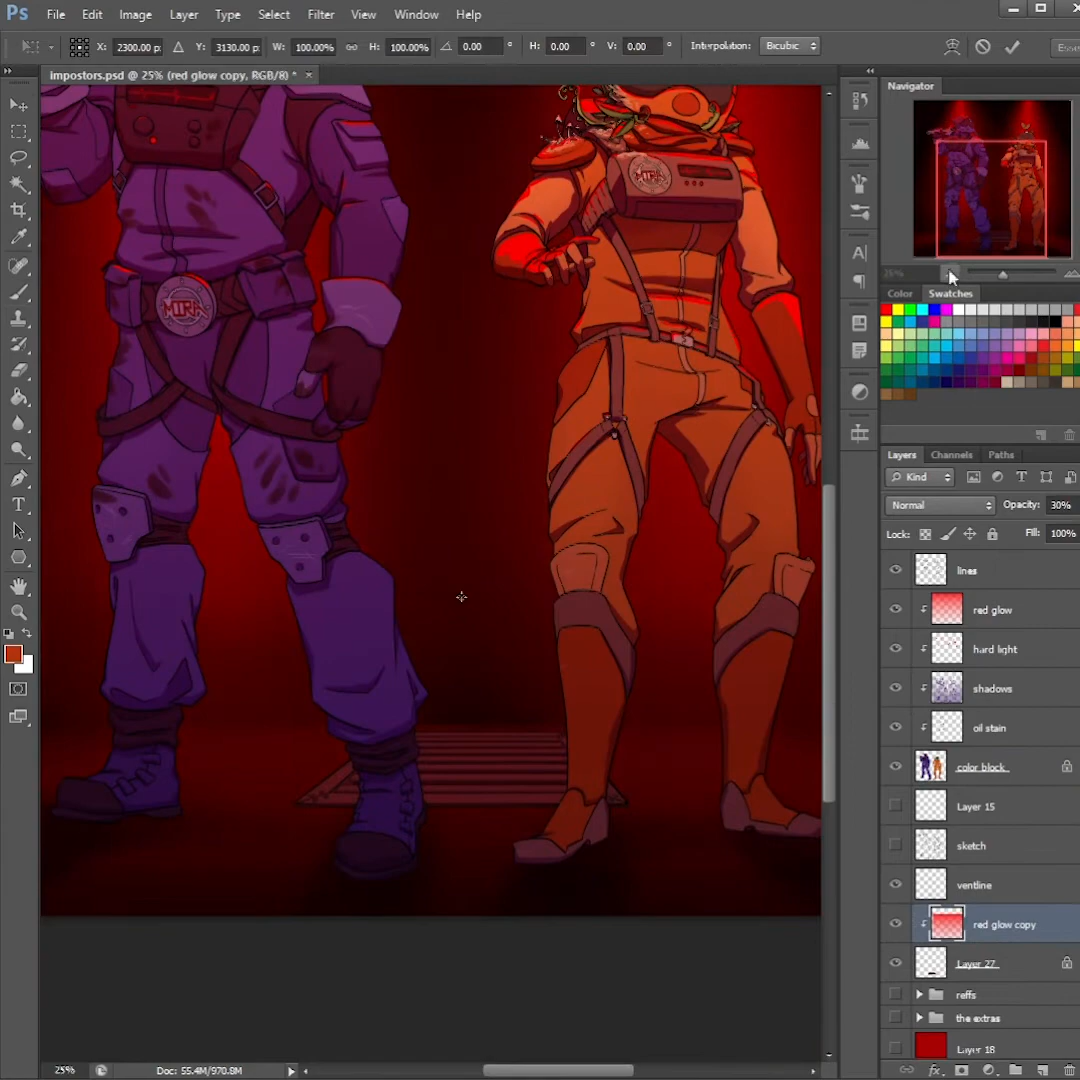 Ps File Edit Image Layer Type Select Filter View Window Help
X: 2300.00 p: Y: 3130.00 p: W: 100.00% H: 100.00% 0.00 ° H: 0.00 ° V: 0.00 ° Interpolation: Bicubic
impostors.psd @ 25% (red glow copy, RGB/8) * ×
Navigator
MIRA
MIRA
25%
Color Swatches
Layers Channels Paths
Kind
Normal Opacity: 30%
Lock: Fill: 100%
lines
red glow
hard light
shadows
oil stain
color block
Layer 15
sketch
ventline
red glow copy
Layer 27
reffs
the extras
Layer 18
25% Doc: 55.4M/970.8M